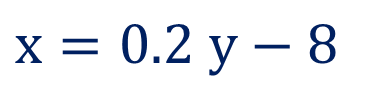 x = 0.2 y − 8